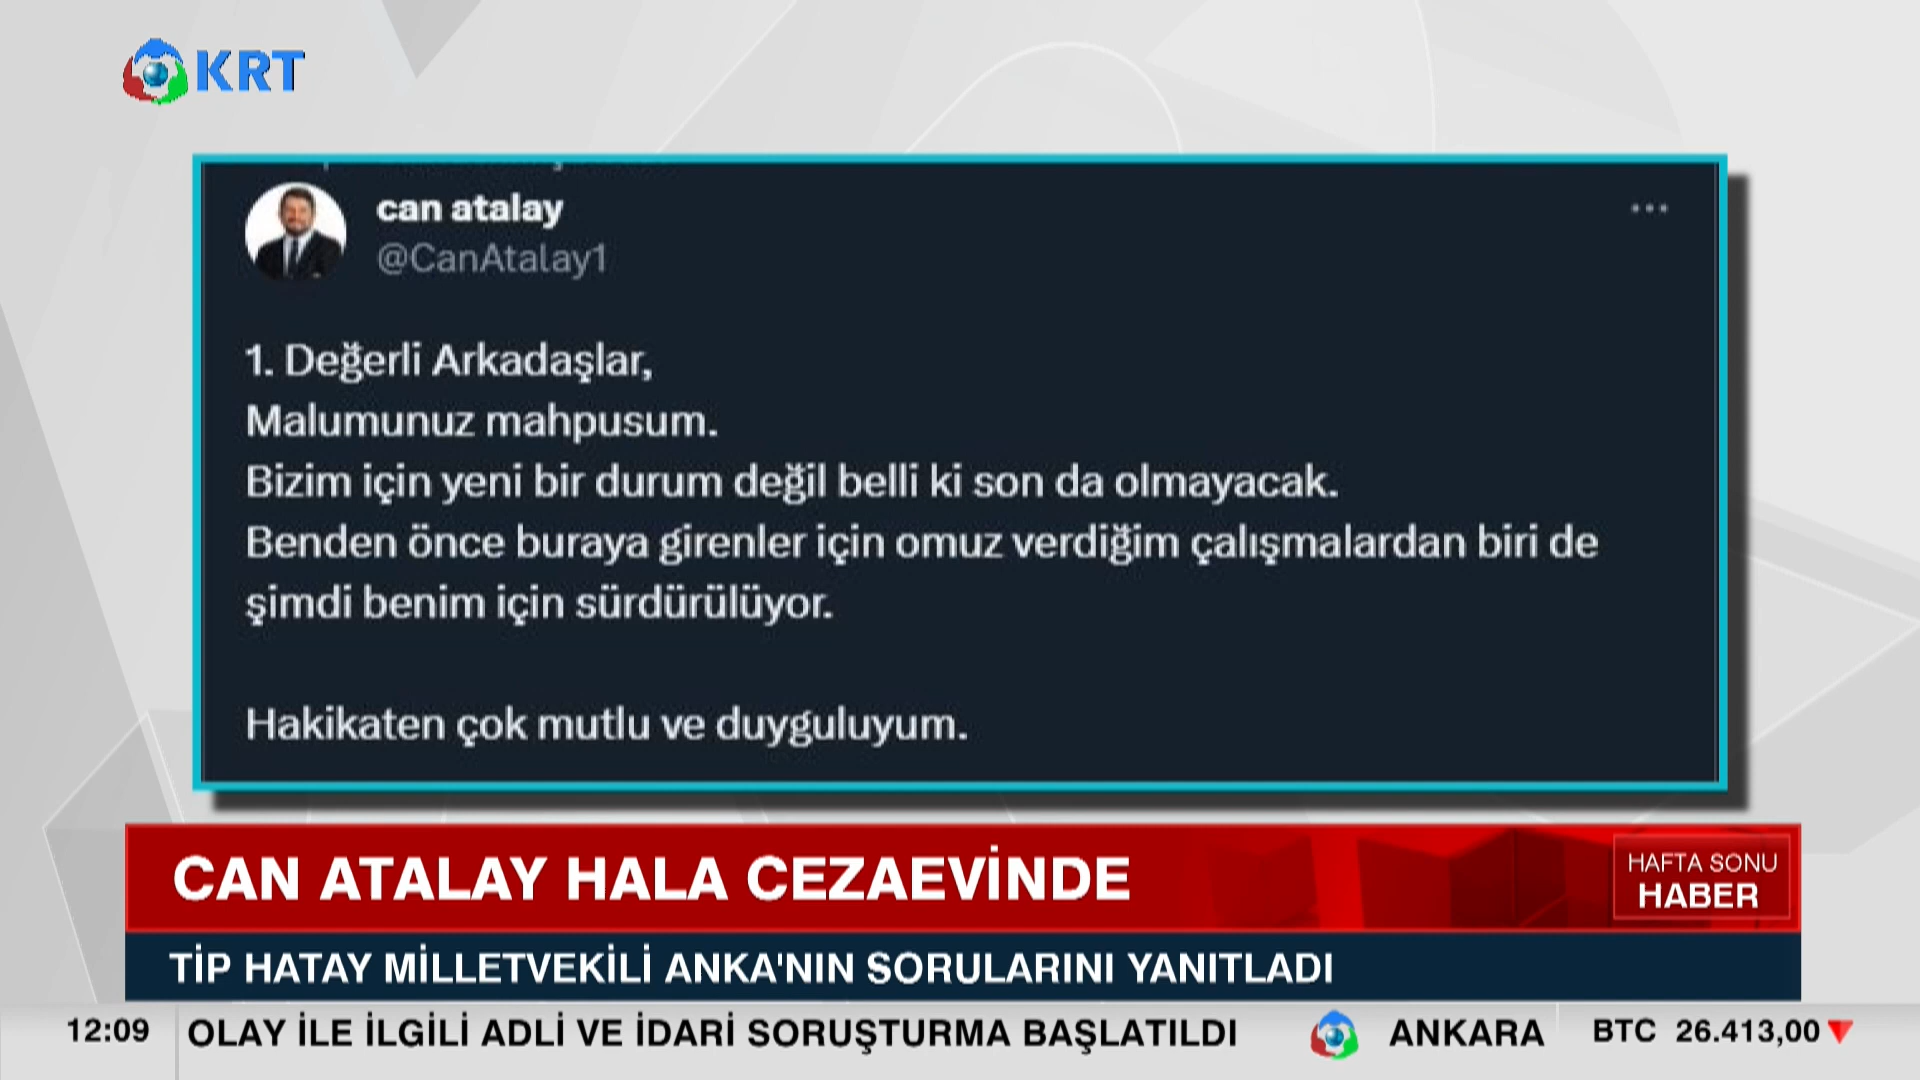 KRT
can atalay
@CanAtalay1
1. Değerli Arkadaşlar,
Malumunuz mahpusum.
Bizim için yeni bir durum değil belli ki son da olmayacak.
Benden önce buraya girenler için omuz verdiğim çalışmalardan biri de
şimdi benim için sürdürülüyor.
Hakikaten çok mutlu ve duyguluyum.
CAN ATALAY HALA CEZAEVİNDE
HAFTA SONU
HABER
TİP HATAY MİLLETVEKİLİ ANKA'NIN SORULARINI YANITLADI
12:09 OLAY İLE İLGİLİ ADLİ VE İDARİ SORUŞTURMA BAŞLATILDI ANKARA BTC 26.413,00